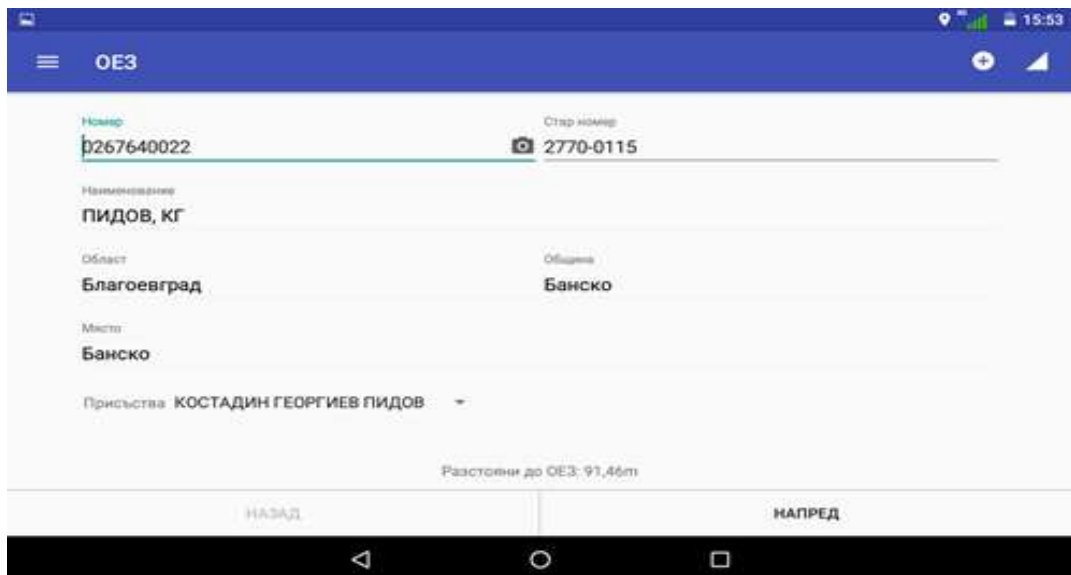 15:53
ОЕЗ
Номер Стар номер
0267640022 2770-0115
Наименование
ПИДОВ, КГ
Област Община
Благоевград Банско
Място
Банско
Присъства КОСТАДИН ГЕОРГИЕВ ПИДОВ
Разстояни до ОЕЗ: 91,46m
НАЗАД НАПРЕД